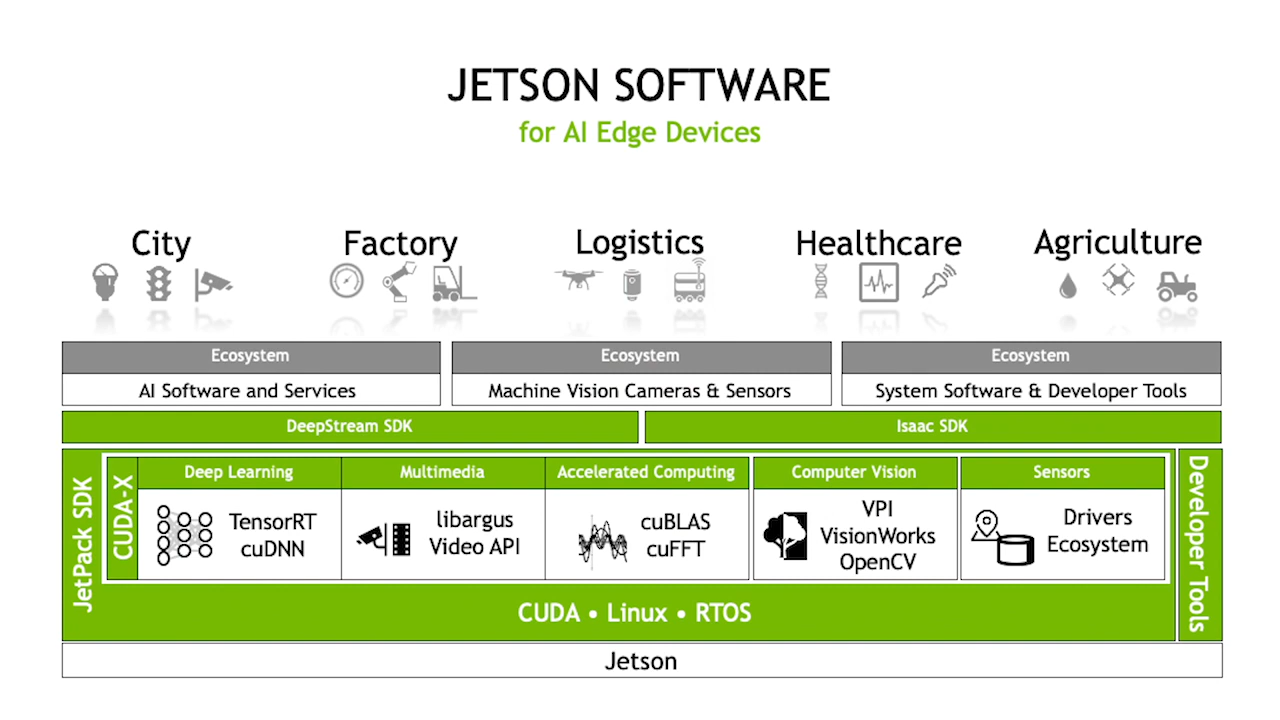 JETSON SOFTWARE
for AI Edge Devices
City
Factory
Logistics
Healthcare
Agriculture
Ecosystem
AI Software and Services
Ecosystem
Machine Vision Cameras & Sensors
Ecosystem
System Software & Developer Tools
DeepStream SDK
Isaac SDK
JetPack SDK
CUDA-X
Deep Learning
TensorRT
cuDNN
Multimedia
libargus
Video API
Accelerated Computing
cuBLAS
cuFFT
Computer Vision
VPI
VisionWorks
OpenCV
Sensors
Drivers
Ecosystem
Developer Tools
CUDA • Linux • RTOS
Jetson